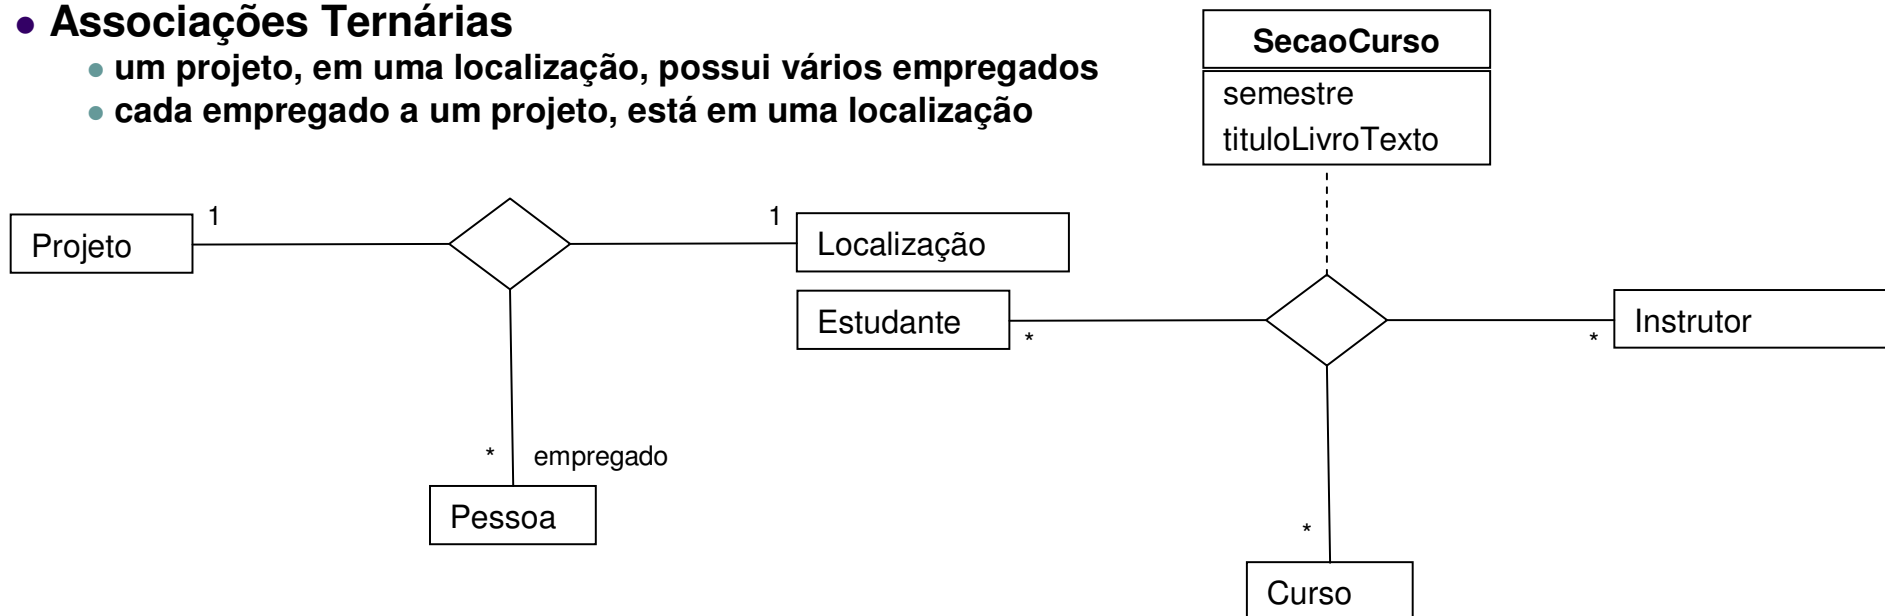 Associações Ternárias
um projeto, em uma localização, possui vários empregados
cada empregado a um projeto, está em uma localização
SecaoCurso
semestre
tituloLivroTexto
Projeto
1
1
Localização
* empregado
Pessoa
Estudante
*
*
Instrutor
*
Curso